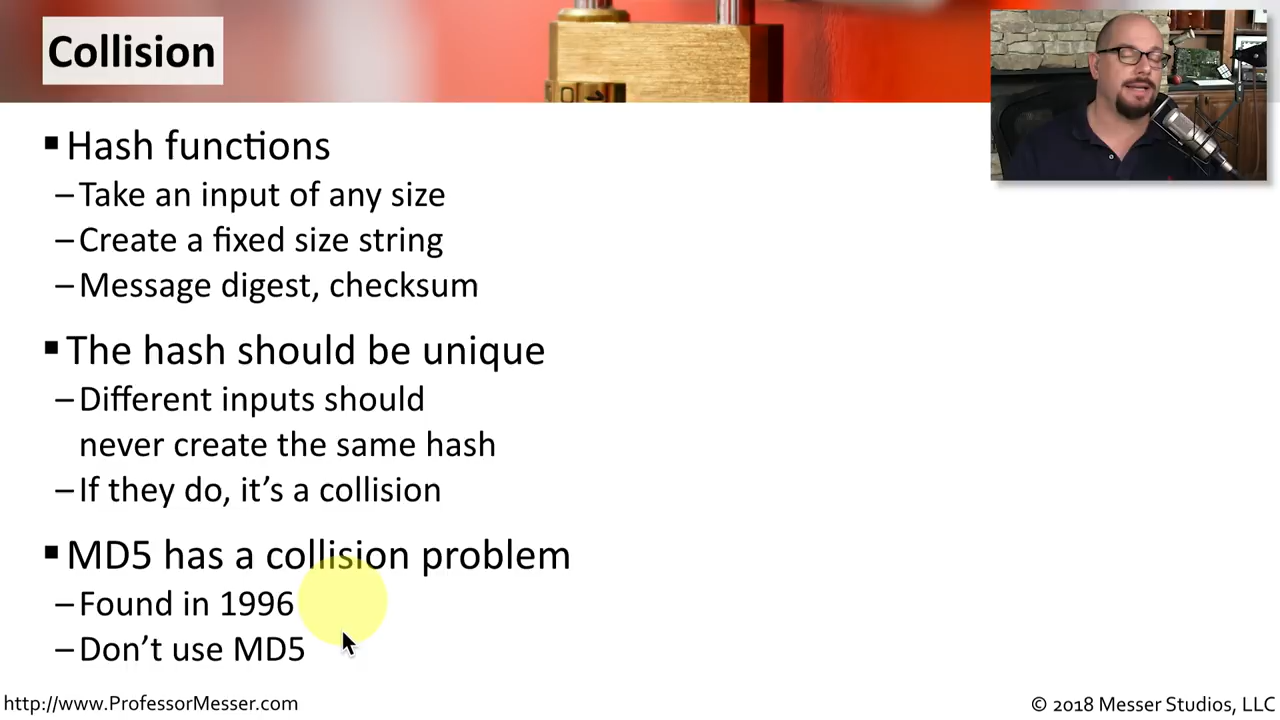 Collision
▪ Hash functions
– Take an input of any size
– Create a fixed size string
– Message digest, checksum
▪ The hash should be unique
– Different inputs should
never create the same hash
– If they do, it’s a collision
▪ MD5 has a collision problem
– Found in 1996
– Don’t use MD5
http://www.ProfessorMesser.com
© 2018 Messer Studios, LLC